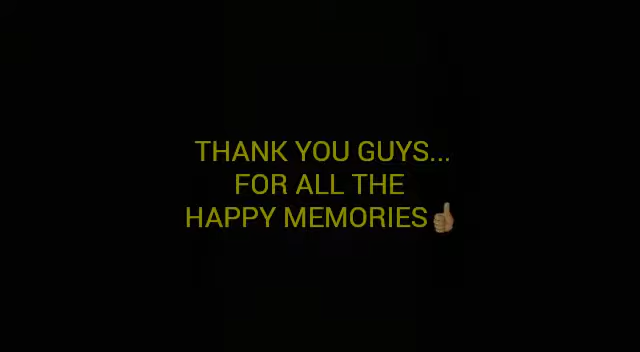 THANK YOU GUYS...
FOR ALL THE
HAPPY MEMORIES👍🏽